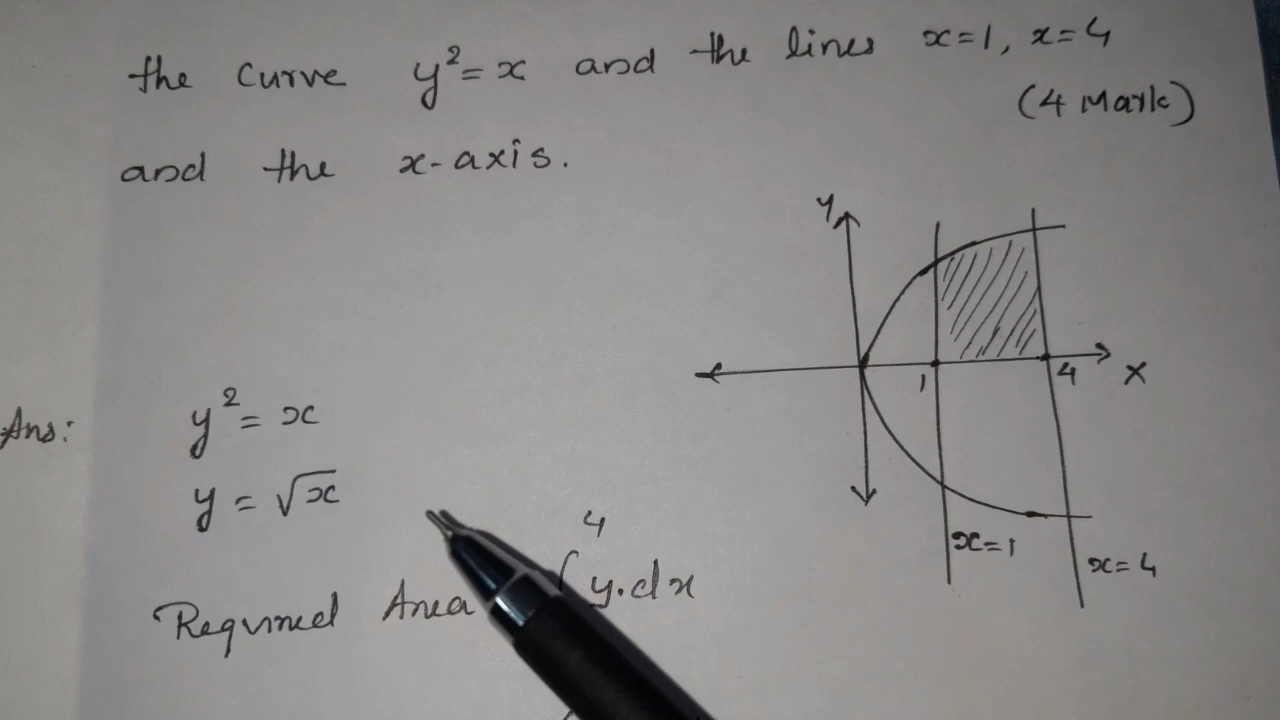 the curve y²=x and the lines x=1, x=4
(4 Mark)
and the x-axis.
Y
1
4
X
x=1
x=4
Ans: y²=x
y=√x
Required Area ∫ 4 y.dx